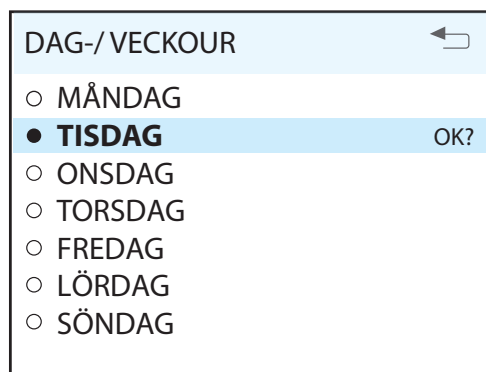 DAG-/ VECKOUR
MÅNDAG
TISDAG OK?
ONSDAG
TORSDAG
FREDAG
LÖRDAG
SÖNDAG